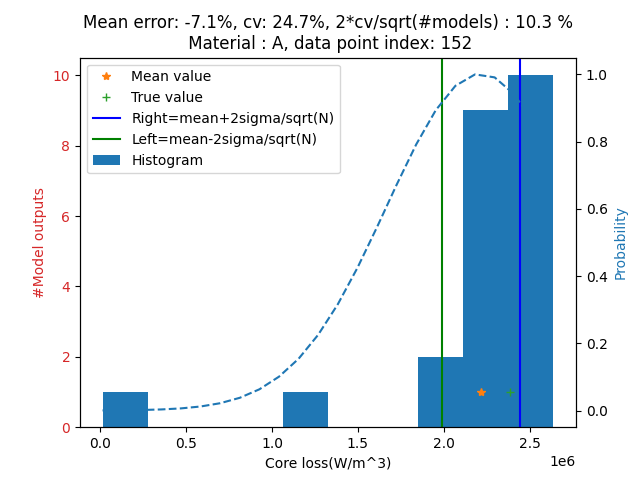 Mean error: -7.1%, cv: 24.7%, 2*cv/sqrt(#models) : 10.3 %
Material : A, data point index: 152
Mean value
True value
Right=mean+2sigma/sqrt(N)
Left=mean-2sigma/sqrt(N)
Histogram
#Model outputs
10
8
6
4
2
0
1.0
0.8
0.6
0.4
0.2
0.0
Probability
0.0
0.5
1.0
1.5
2.0
2.5
1e6
Core loss(W/m^3)